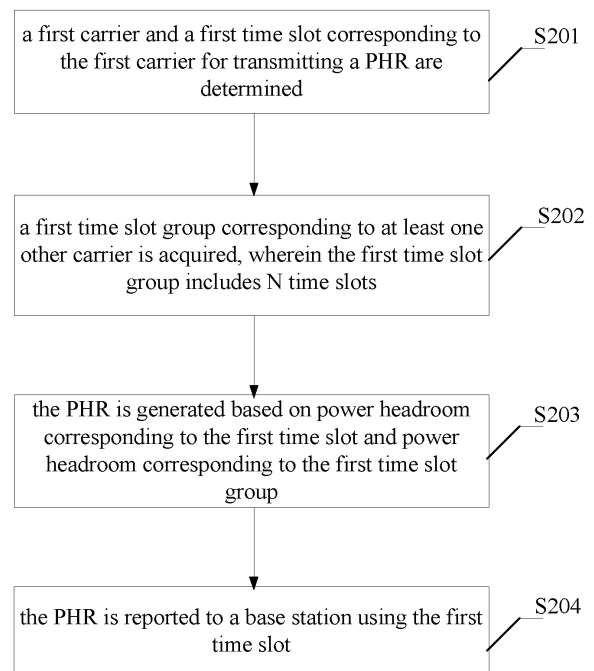 a first carrier and a first time slot corresponding to
the first carrier for transmitting a PHR are
determined
S201
a first time slot group corresponding to at least one
other carrier is acquired, wherein the first time slot
group includes N time slots
S202
the PHR is generated based on power headroom
corresponding to the first time slot and power
headroom corresponding to the first time slot
group
S203
the PHR is reported to a base station using the first
time slot
S204